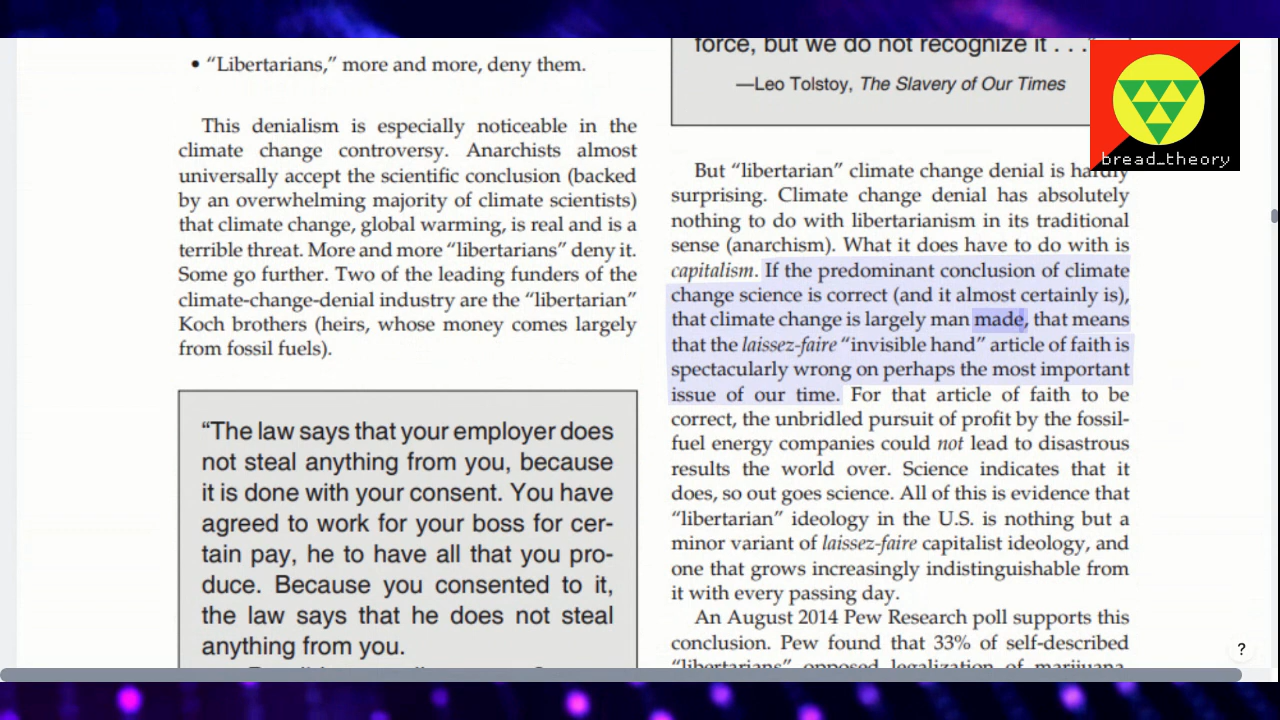 • “Libertarians,” more and more, deny them.
This denialism is especially noticeable in the
climate change controversy. Anarchists almost
universally accept the scientific conclusion (backed
by an overwhelming majority of climate scientists)
that climate change, global warming, is real and is a
terrible threat. More and more “libertarians” deny it.
Some go further. Two of the leading funders of the
climate-change-denial industry are the “libertarian”
Koch brothers (heirs, whose money comes largely
from fossil fuels).
“The law says that your employer does
not steal anything from you, because
it is done with your consent. You have
agreed to work for your boss for cer-
tain pay, he to have all that you pro-
duce. Because you consented to it,
the law says that he does not steal
anything from you.
force, but we do not recognize it . . .
—Leo Tolstoy, The Slavery of Our Times
But “libertarian” climate change denial is hardly
surprising. Climate change denial has absolutely
nothing to do with libertarianism in its traditional
sense (anarchism). What it does have to do with is
capitalism. If the predominant conclusion of climate
change science is correct (and it almost certainly is),
that climate change is largely man made, that means
that the laissez-faire “invisible hand” article of faith is
spectacularly wrong on perhaps the most important
issue of our time. For that article of faith to be
correct, the unbridled pursuit of profit by the fossil-
fuel energy companies could not lead to disastrous
results the world over. Science indicates that it
does, so out goes science. All of this is evidence that
“libertarian” ideology in the U.S. is nothing but a
minor variant of laissez-faire capitalist ideology, and
one that grows increasingly indistinguishable from
it with every passing day.
An August 2014 Pew Research poll supports this
conclusion. Pew found that 33% of self-described
“libertarians” opposed legalization of marijuana,
bread_theory
?